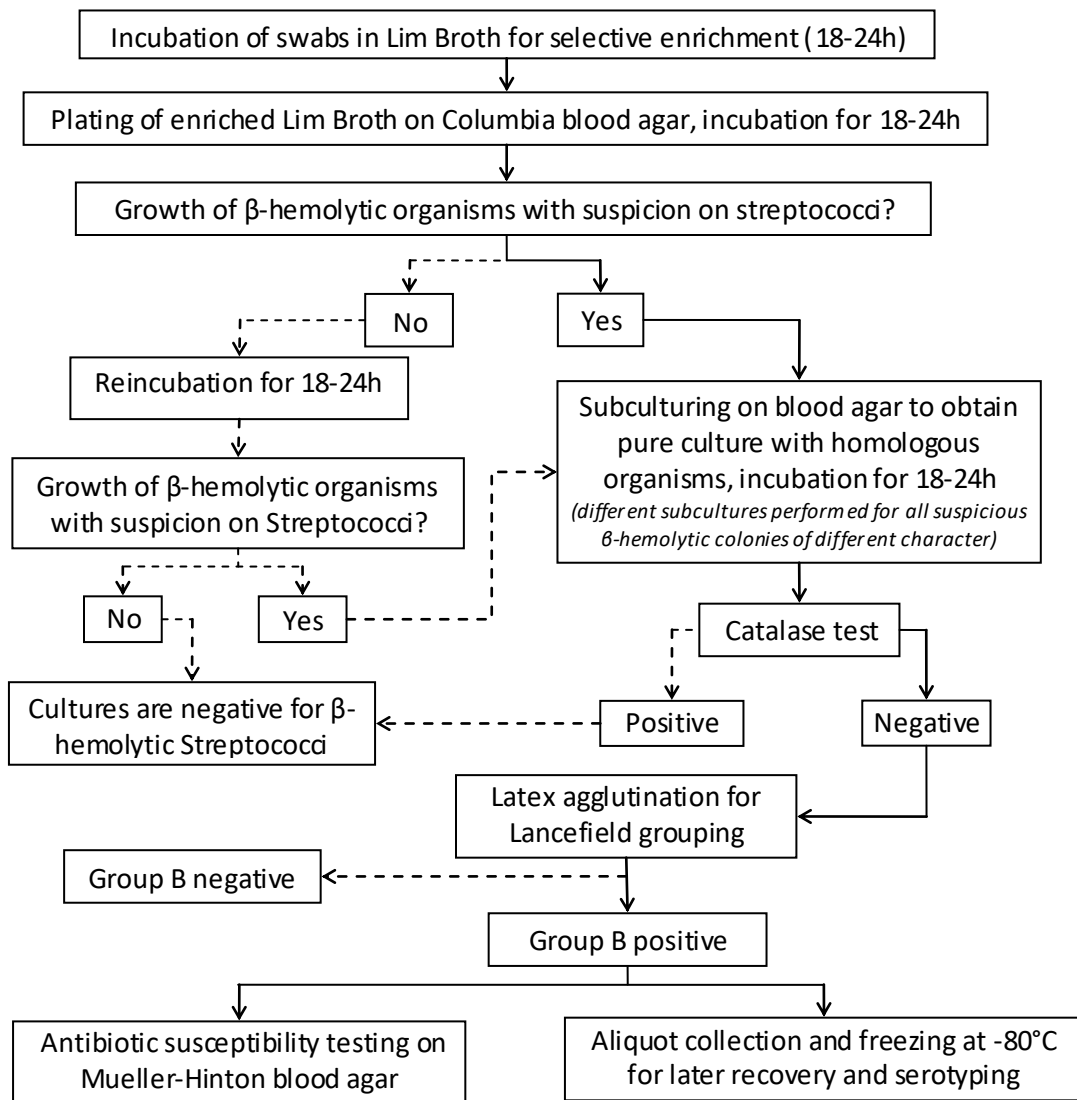 Incubation of swabs in Lim Broth for selective enrichment (18-24h)
Plating of enriched Lim Broth on Columbia blood agar, incubation for 18-24h
Growth of β-hemolytic organisms with suspicion on streptococci?
No
Yes
Reincubation for 18-24h
Growth of β-hemolytic organisms
with suspicion on Streptococci?
No
Yes
Subculturing on blood agar to obtain
pure culture with homologous
organisms, incubation for 18-24h
(different subcultures performed for all suspicious
β-hemolytic colonies of different character)
Catalase test
Positive
Negative
Cultures are negative for β-
hemolytic Streptococci
Latex agglutination for
Lancefield grouping
Group B negative
Group B positive
Antibiotic susceptibility testing on
Mueller-Hinton blood agar
Aliquot collection and freezing at -80°C
for later recovery and serotyping